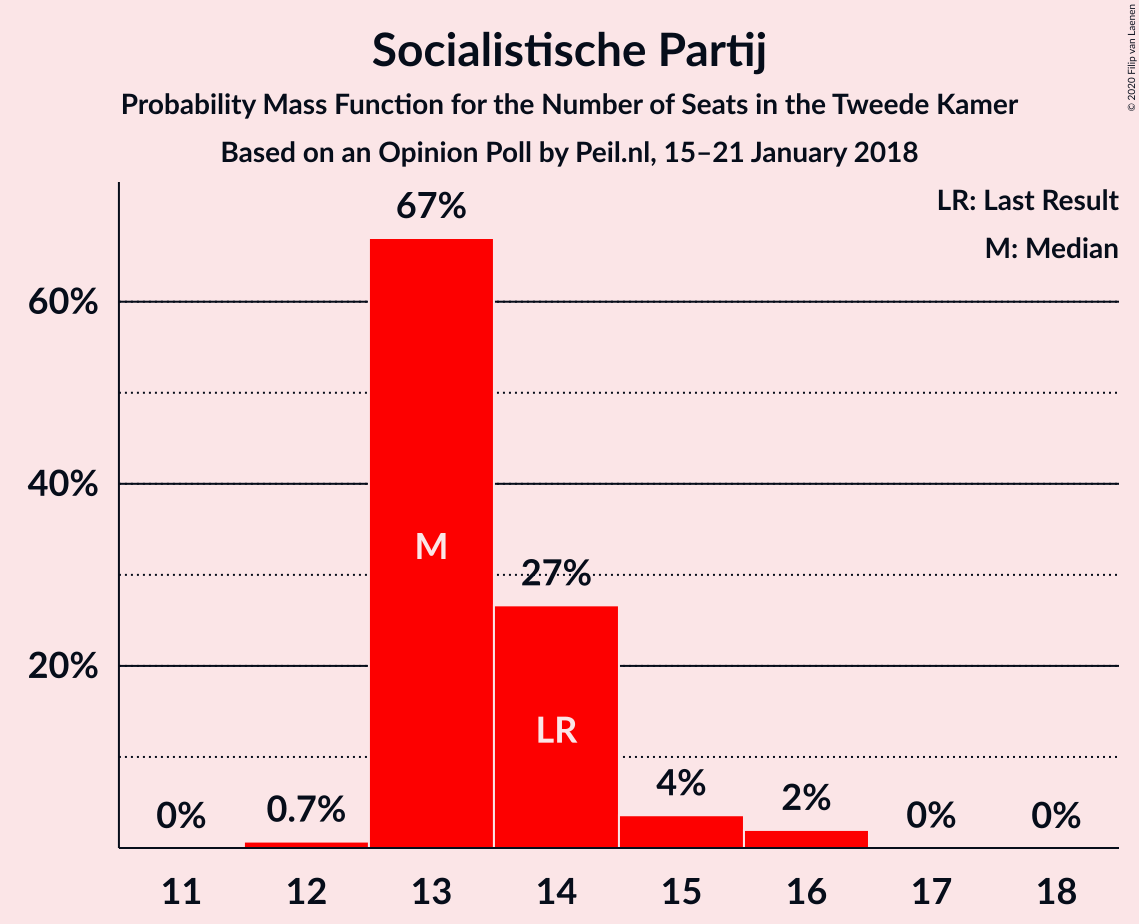 Socialistische Partij
Probability Mass Function for the Number of Seats in the Tweede Kamer
Based on an Opinion Poll by Peil.nl, 15–21 January 2018
© 2020 Filip van Laenen
LR: Last Result
M: Median
67%
60%
40%
M
27%
20%
LR
0%
0.7%
4%
2%
0%
0%
11 12 13 14 15 16 17 18